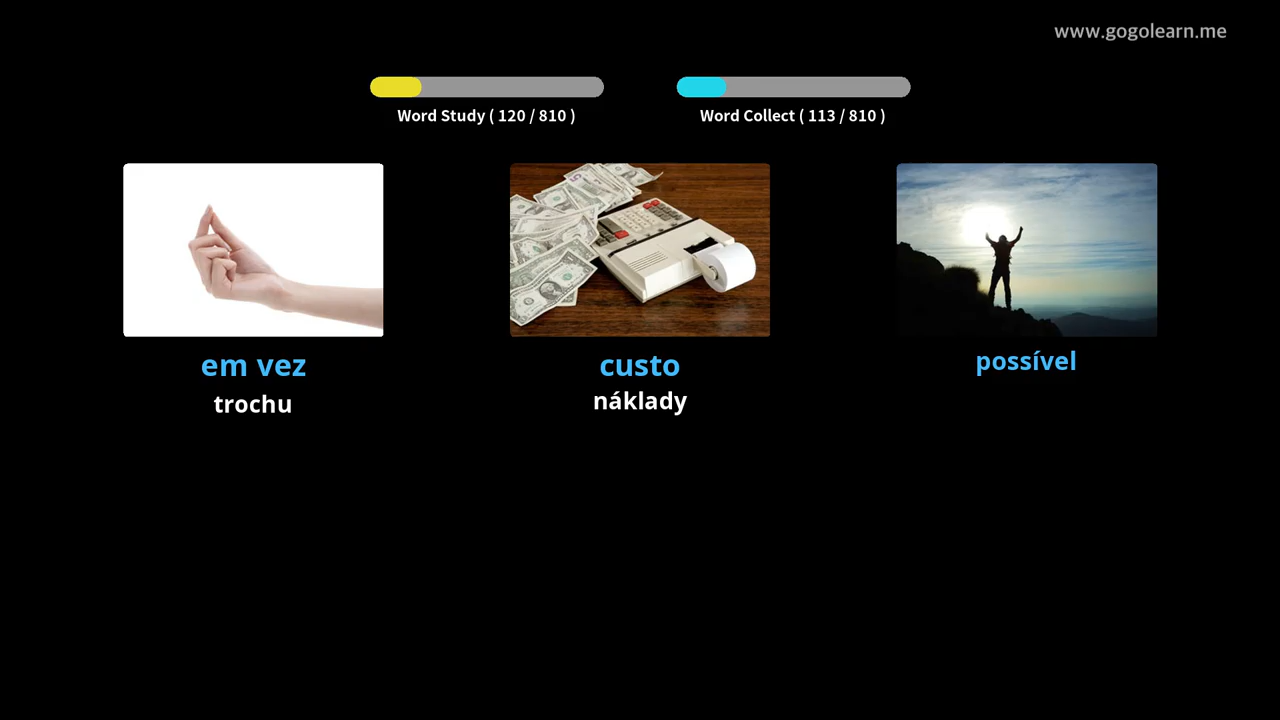 www.gogolearn.me
Word Study ( 120 / 810 )
Word Collect ( 113 / 810 )
em vez
trochu
custo
náklady
possível